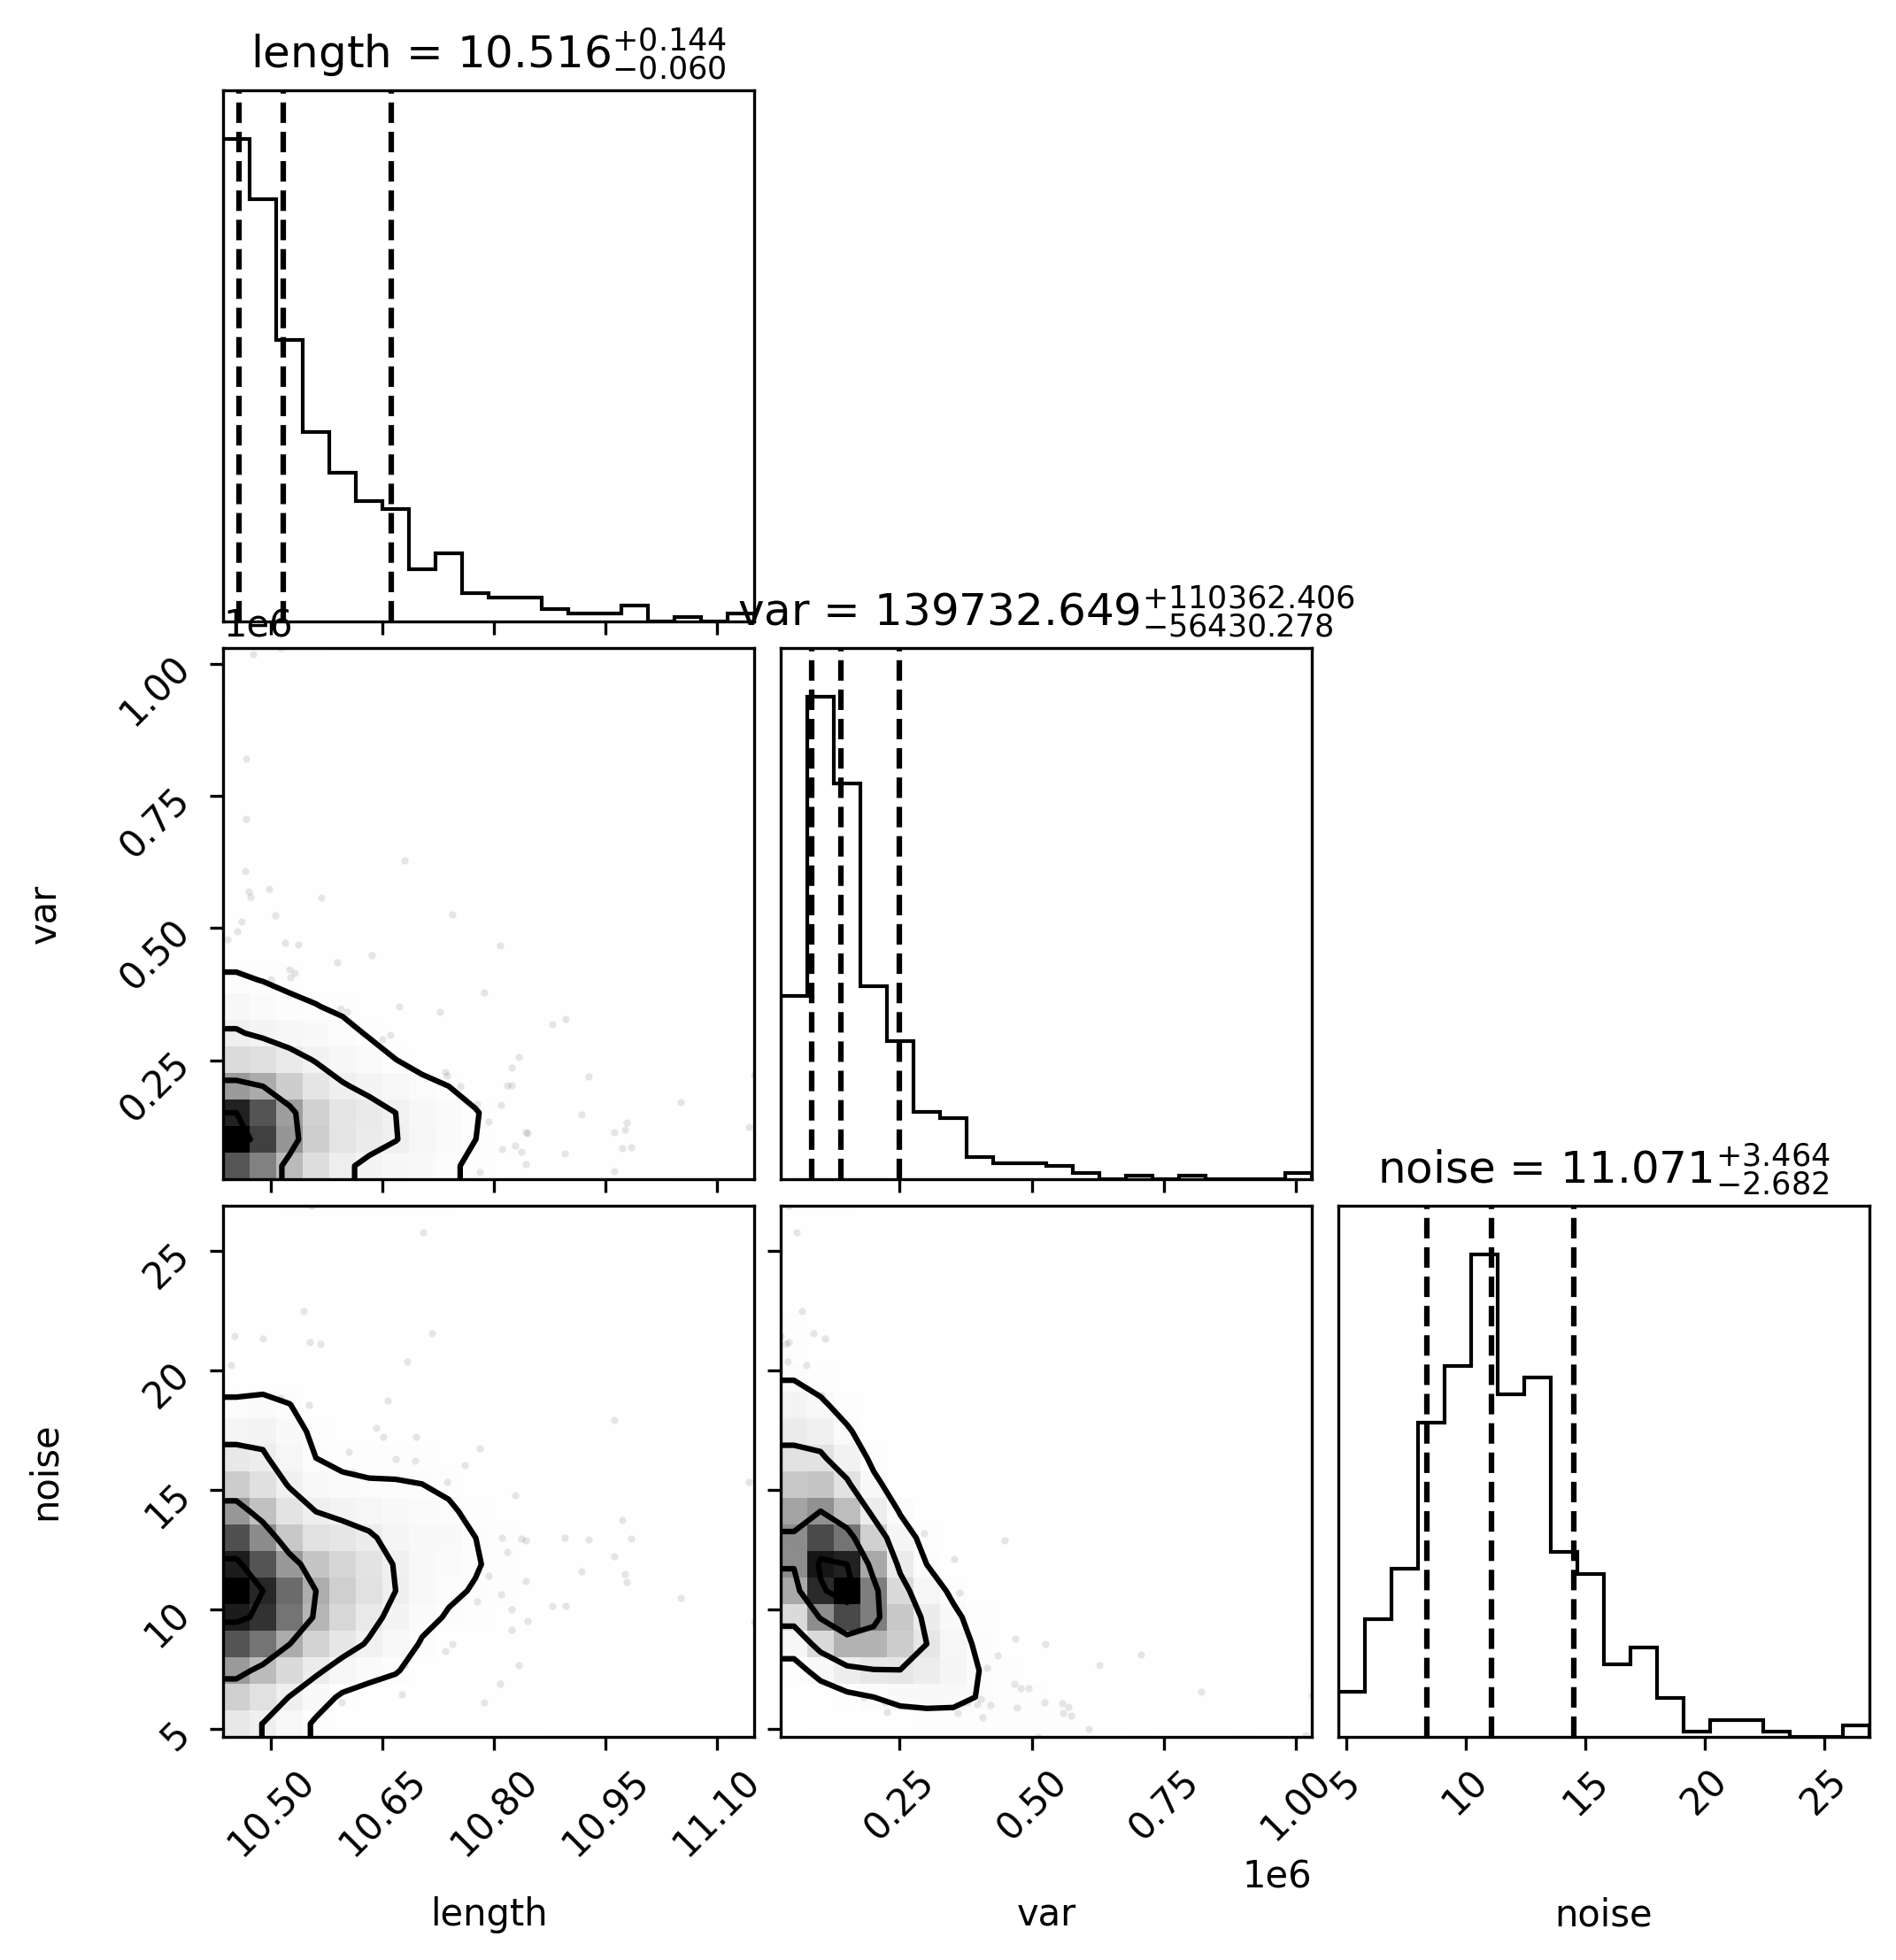 length = 10.516 +0.144 −0.060
1e6
var = 139732.649 +110362.406 −56430.278
1.00
0.75
0.50
0.25
var
noise = 11.071 +3.464 −2.682
25
20
15
10
5
noise
10.50 10.65 10.80 10.95 11.10
0.25 0.50 0.75 1.00
5 10 15 20 25
1e6
length var noise